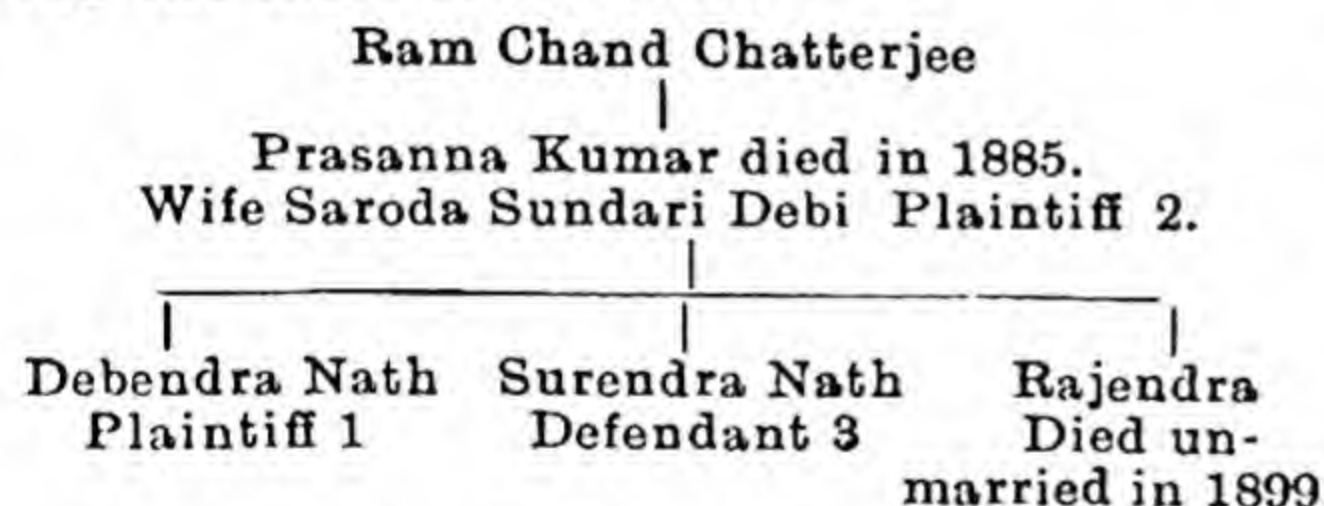 Ram Chand Chatterjee
Prasanna Kumar died in 1885.
Wife Saroda Sundari Debi Plaintiff 2.
Debendra Nath Surendra Nath Rajendra
Plaintiff 1 Defendant 3 Died un-
married in 1899